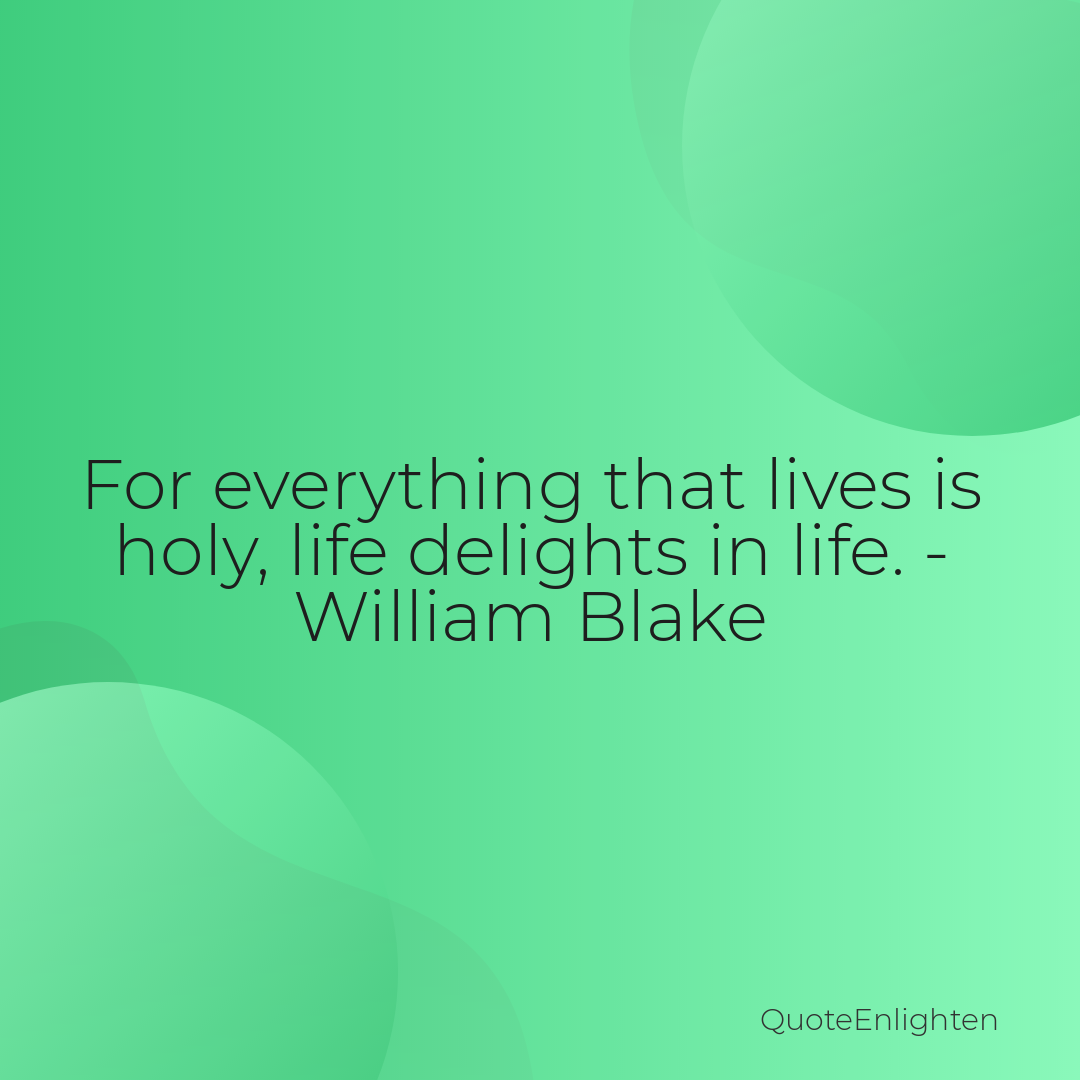 For everything that lives is
holy, life delights in life. -
William Blake
QuoteEnlighten